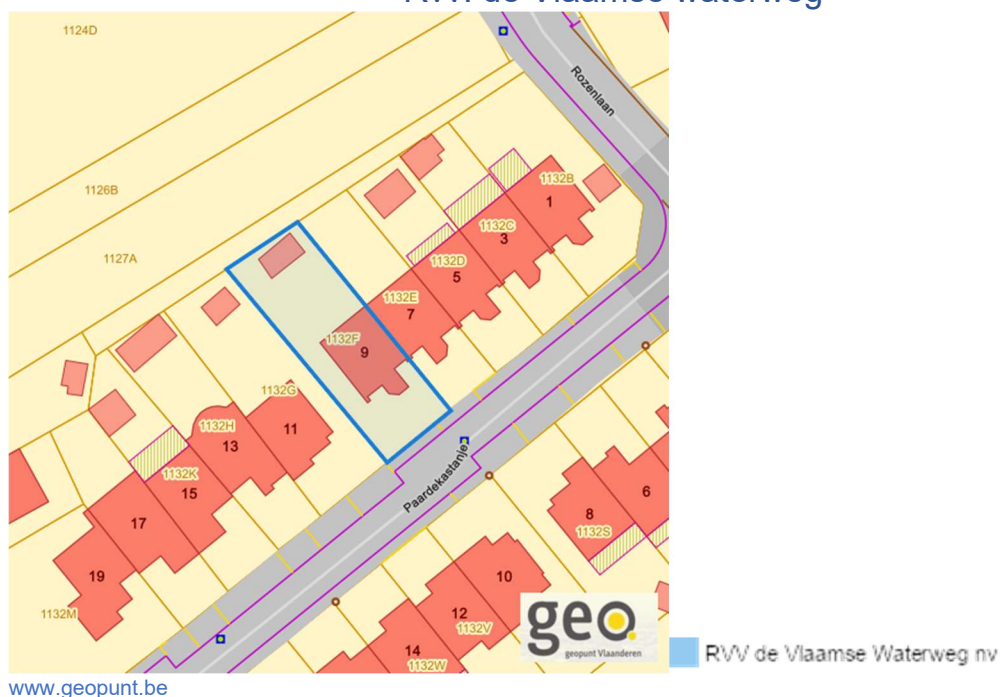 RVV de Vlaamse waterweg
1124D
Rozenlaan
1126B
1132B
1
1132C
3
1127A
1132D
5
1132E
7
1132F
9
1132G
11
1132H
13
1132K
15
17
19
1132M
Paardekastanje
6
8
1132S
10
12
1132V
14
1132W
geo
geopunt Vlaanderen
RVV de Vlaamse Waterweg nv
www.geopunt.be